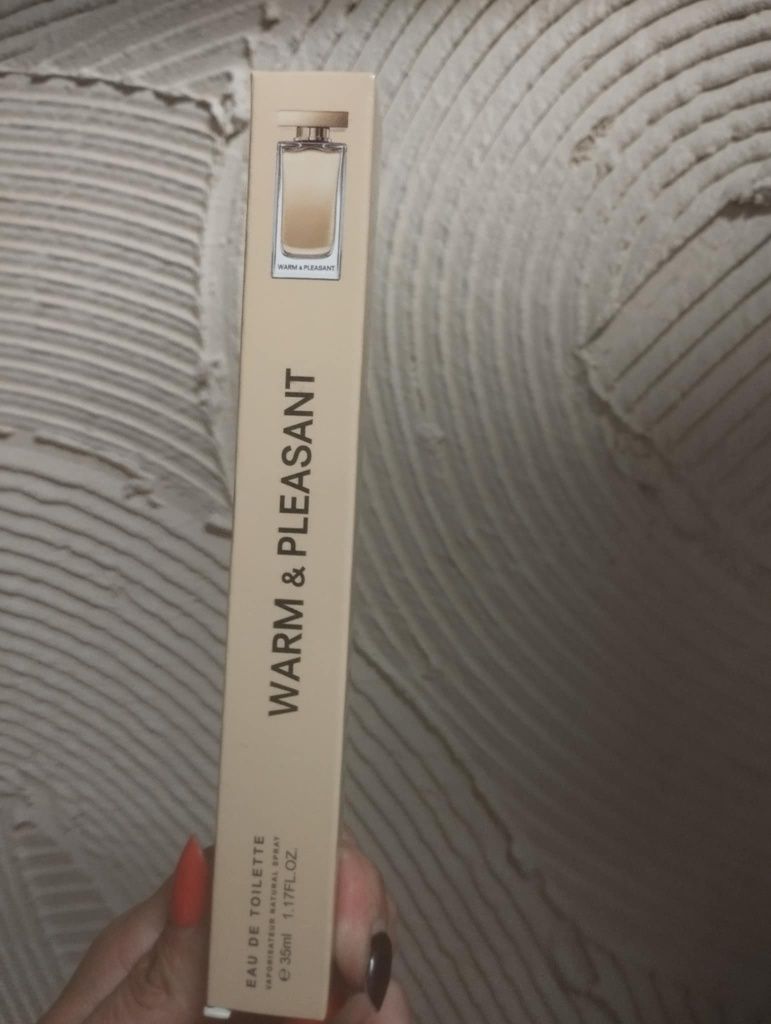 WARM & PLEASANT
WARM & PLEASANT
EAU DE TOILETTE
VAPORISATEUR NATURAL SPRAY
℮ 35ml 1.17FL.OZ.